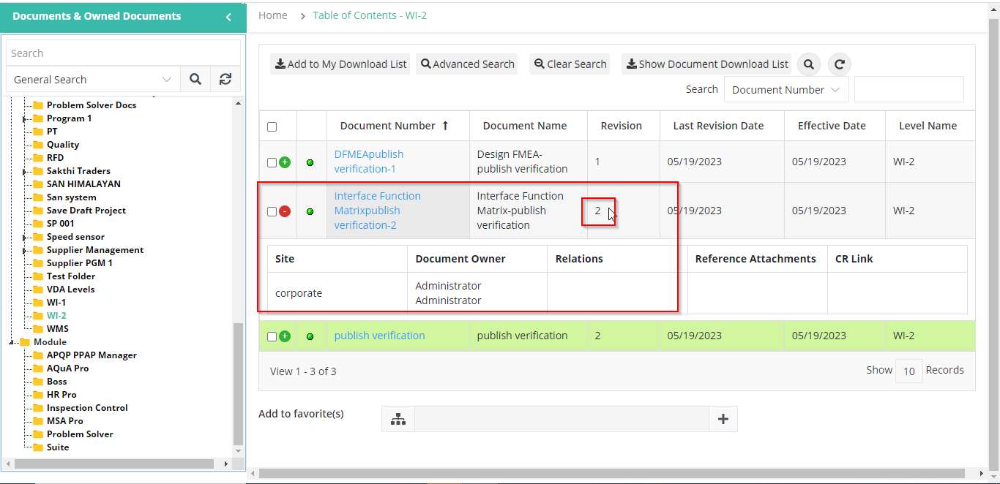 Documents & Owned Documents
Search
General Search
Problem Solver Docs
Program 1
PT
Quality
RFD
Sakthi Traders
SAN HIMALAYAN
San system
Save Draft Project
SP 001
Speed sensor
Supplier Management
Supplier PGM 1
Test Folder
VDA Levels
WI-1
WI-2
WMS
Module
APQP PPAP Manager
AQuA Pro
Boss
HR Pro
Inspection Control
MSA Pro
Problem Solver
Suite
Home > Table of Contents - WI-2
Add to My Download List Advanced Search Clear Search Show Document Download List
Search Document Number
Document Number Document Name Revision Last Revision Date Effective Date Level Name
DFMEApublish
verification-1
Design FMEA-
publish verification
1
05/19/2023
05/19/2023
WI-2
Interface Function
Matrixpublish
verification-2
Interface Function
Matrix-publish
verification
2
05/19/2023
05/19/2023
WI-2
Site Document Owner Relations Reference Attachments CR Link
corporate
Administrator
Administrator
publish verification publish verification 2 05/19/2023 05/19/2023 WI-2
View 1 - 3 of 3
Show 10 Records
Add to favorite(s)